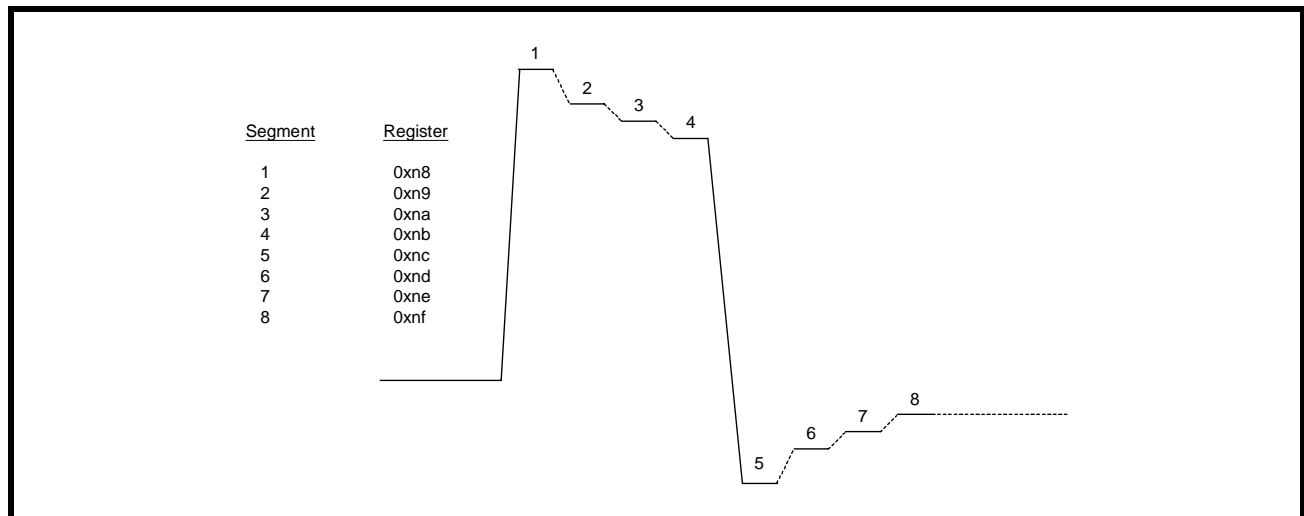 Segment Register
1 0xn8
2 0xn9
3 0xna
4 0xnb
5 0xnc
6 0xnd
7 0xne
8 0xnf
1
2
3
4
5
6
7
8